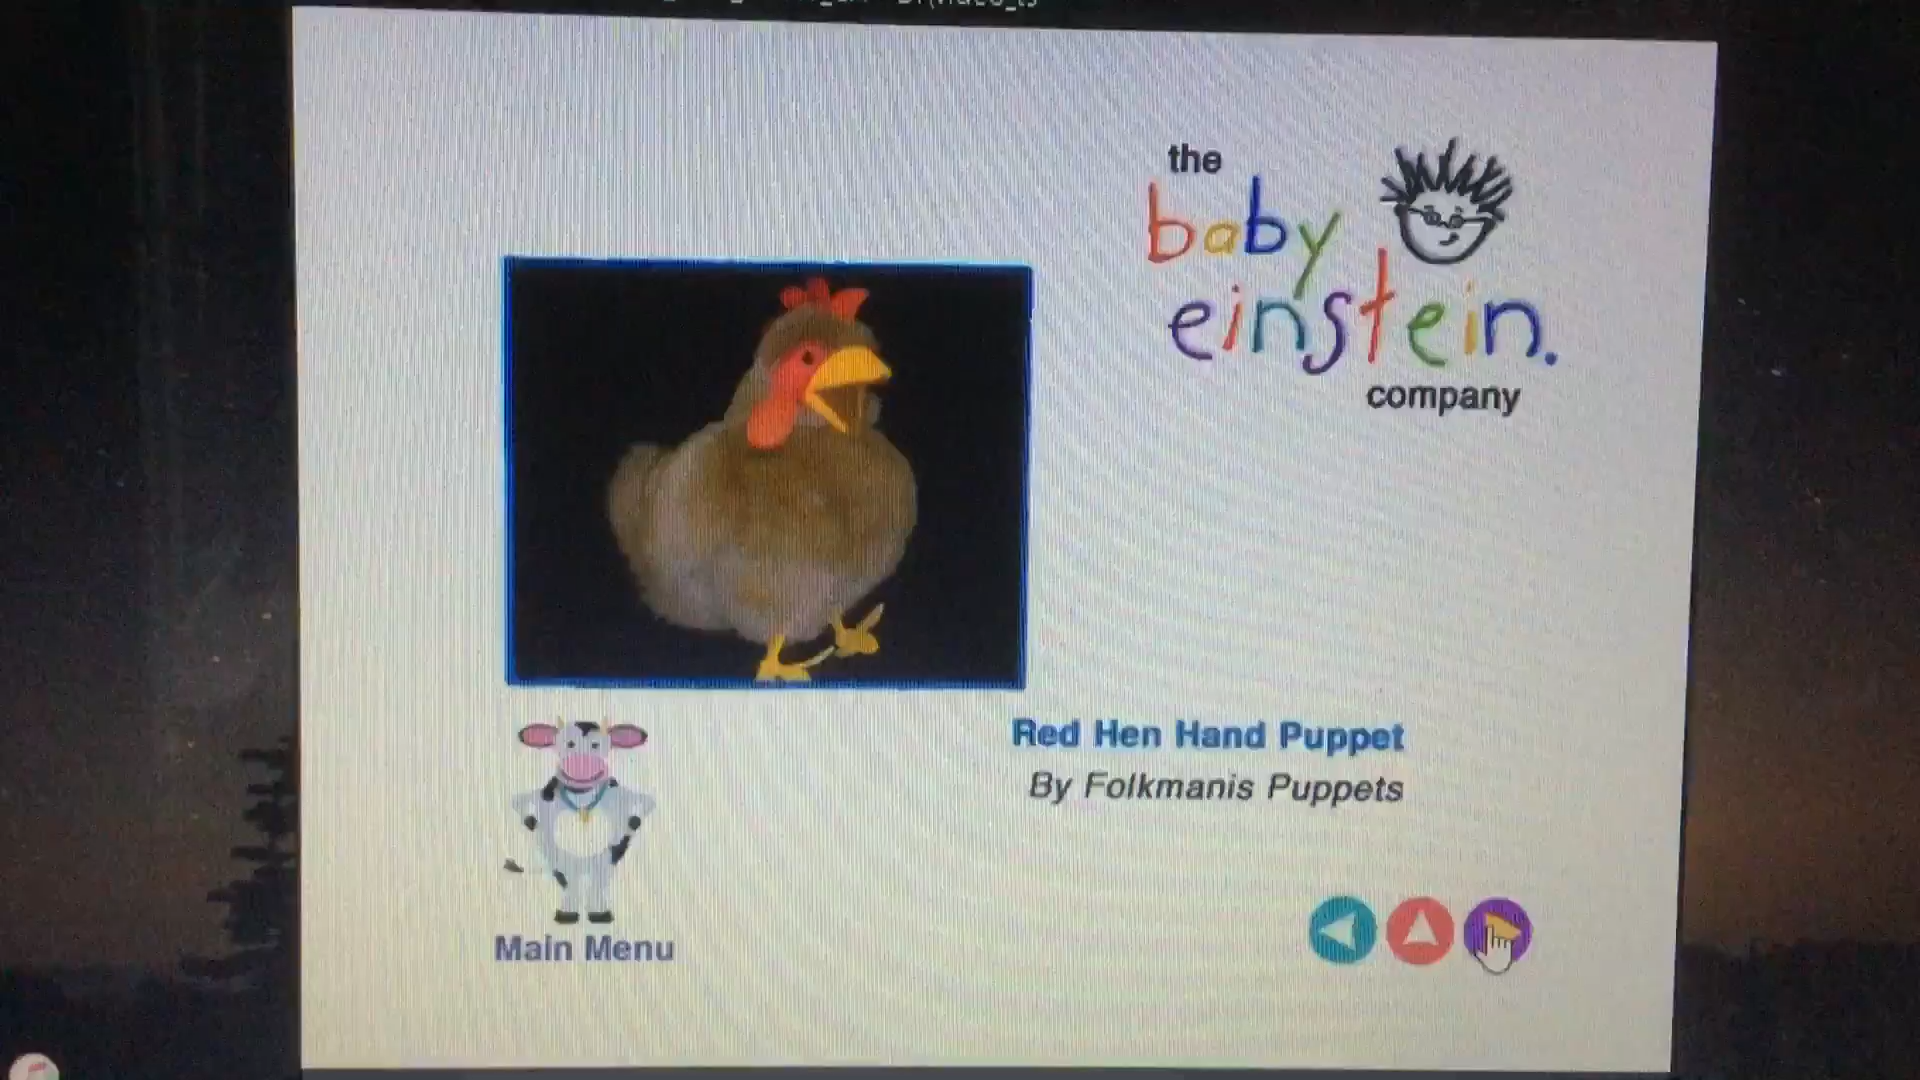 the
baby
einstein.
company
Red Hen Hand Puppet
By Folkmanis Puppets
Main Menu